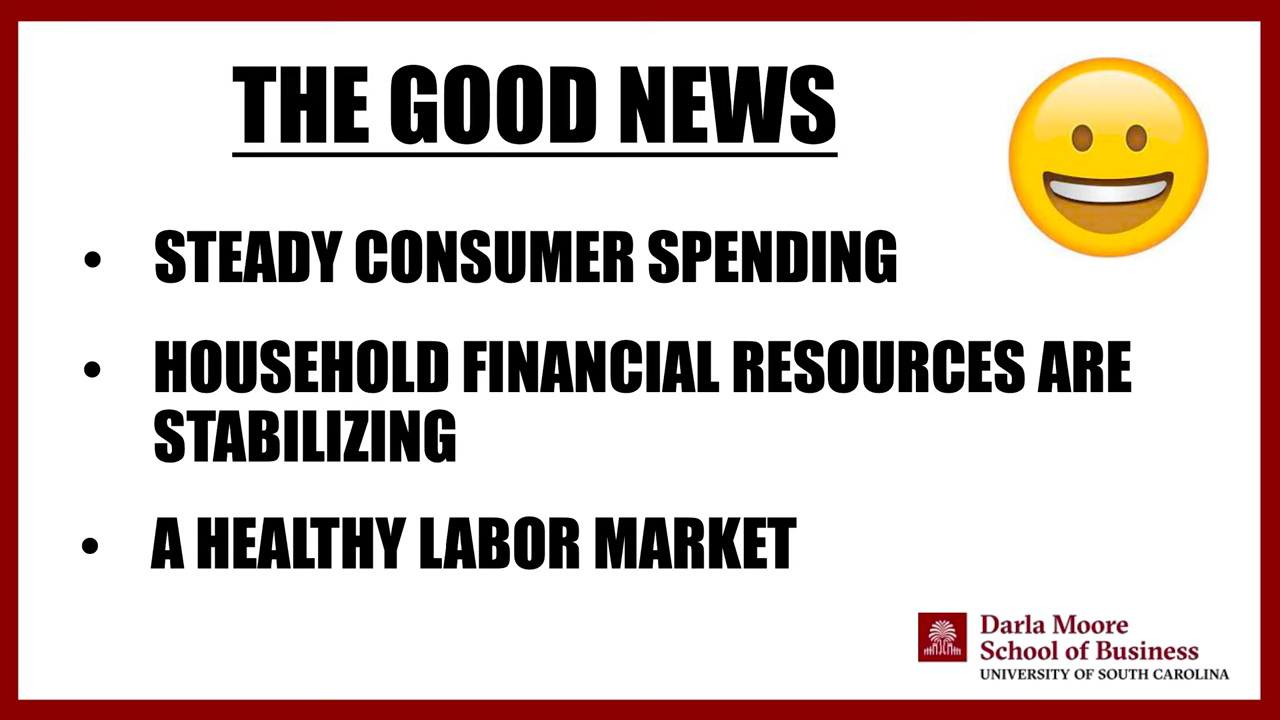 THE GOOD NEWS
• STEADY CONSUMER SPENDING
• HOUSEHOLD FINANCIAL RESOURCES ARE
STABILIZING
• A HEALTHY LABOR MARKET
Darla Moore
School of Business
UNIVERSITY OF SOUTH CAROLINA